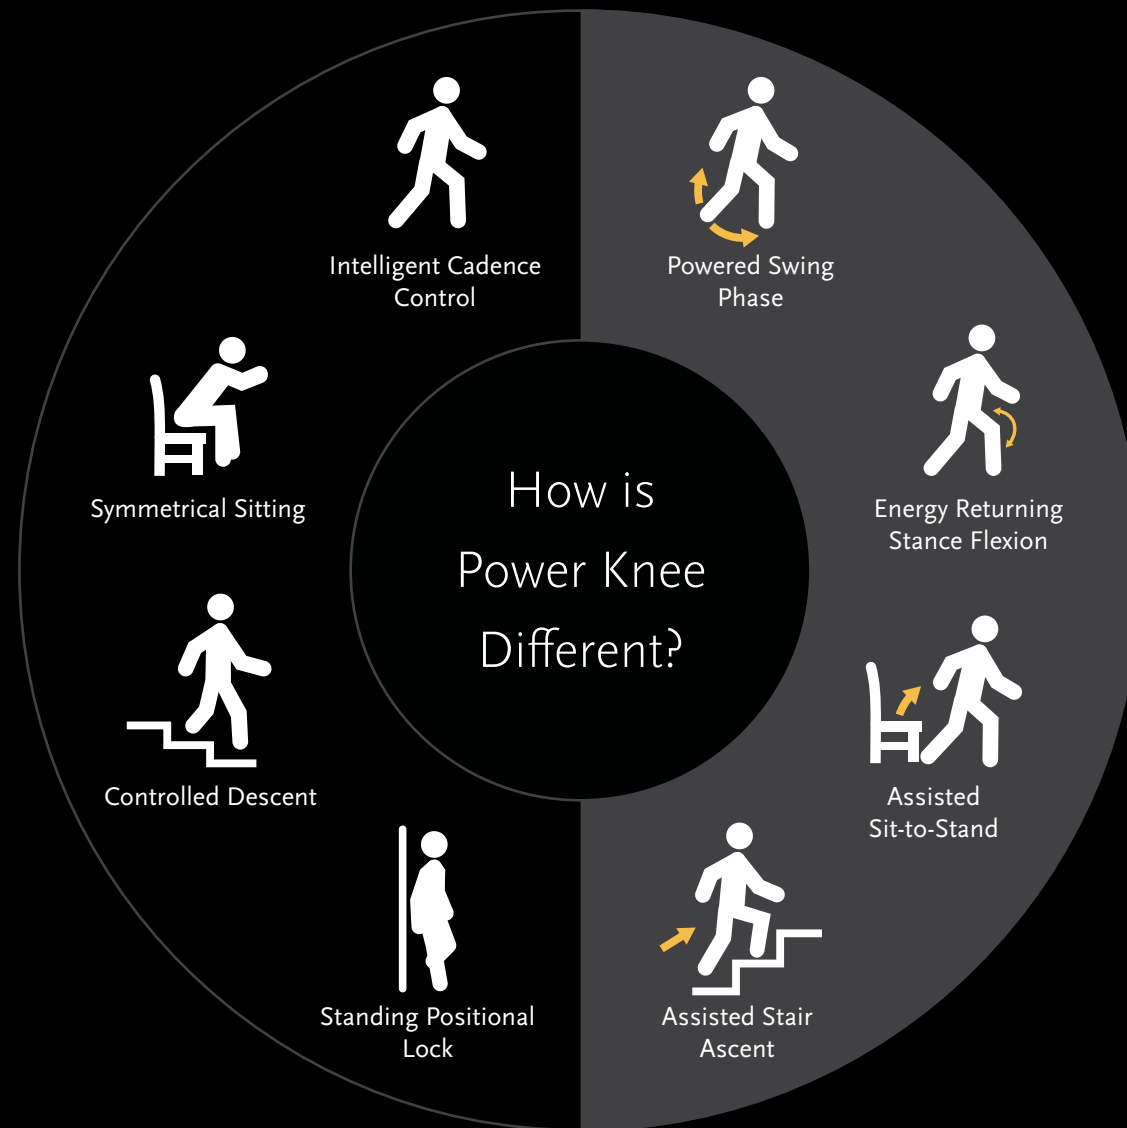 Intelligent Cadence
Control
Powered Swing
Phase
Symmetrical Sitting
Energy Returning
Stance Flexion
How is
Power Knee
Different?
Controlled Descent
Assisted
Sit-to-Stand
Standing Positional
Lock
Assisted Stair
Ascent